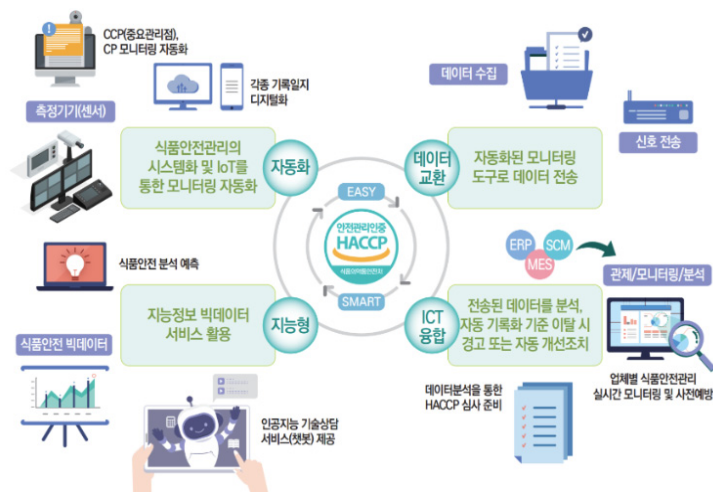 CCP(중요관리점),
CP 모니터링 자동화
각종 기록일지
디지털화
측정기기(센서)
식품안전관리의
시스템화 및 IoT를
통한 모니터링 자동화
자동화
데이터 수집
신호 전송
데이터
교환
자동화된 모니터링
도구로 데이터 전송
EASY
안전관리인증
HACCP
식품의약품안전처
SMART
식품안전 분석 예측
지능정보 빅데이터
서비스 활용
지능형
식품안전 빅데이터
인공지능 기술상담
서비스(챗봇) 제공
ERP
SCM
MES
관제/모니터링/분석
ICT
융합
전송된 데이터를 분석,
자동 기록화 기준 이탈 시
경고 또는 자동 개선조치
업체별 식품안전관리
실시간 모니터링 및 사전예방
데이터분석을 통한
HACCP 심사 준비